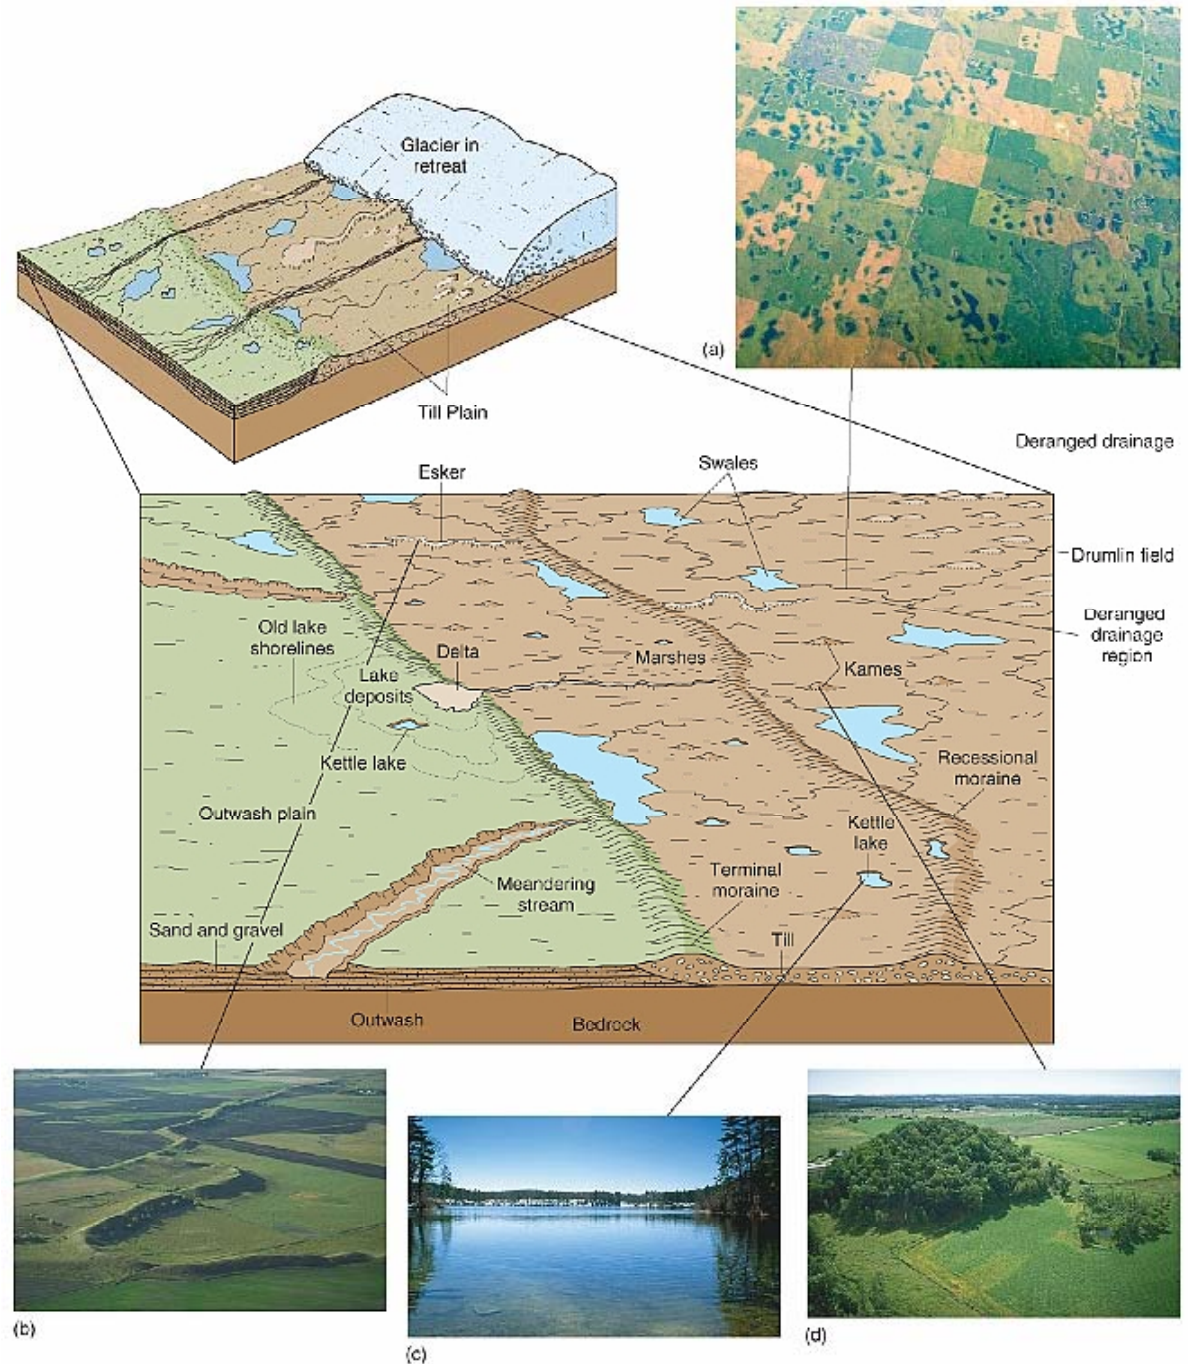 Glacier in
retreat
(a)
Till Plain
Deranged drainage
Swales
Esker
Drumlin field
Deranged
drainage
region
Old lake
shorelines
Delta
Marshes
Kames
Lake
deposits
Kettle lake
Recessional
moraine
Outwash plain
Kettle
lake
Terminal
moraine
Meandering
stream
Sand and gravel
Till
Outwash
Bedrock
(b)
(c)
(d)